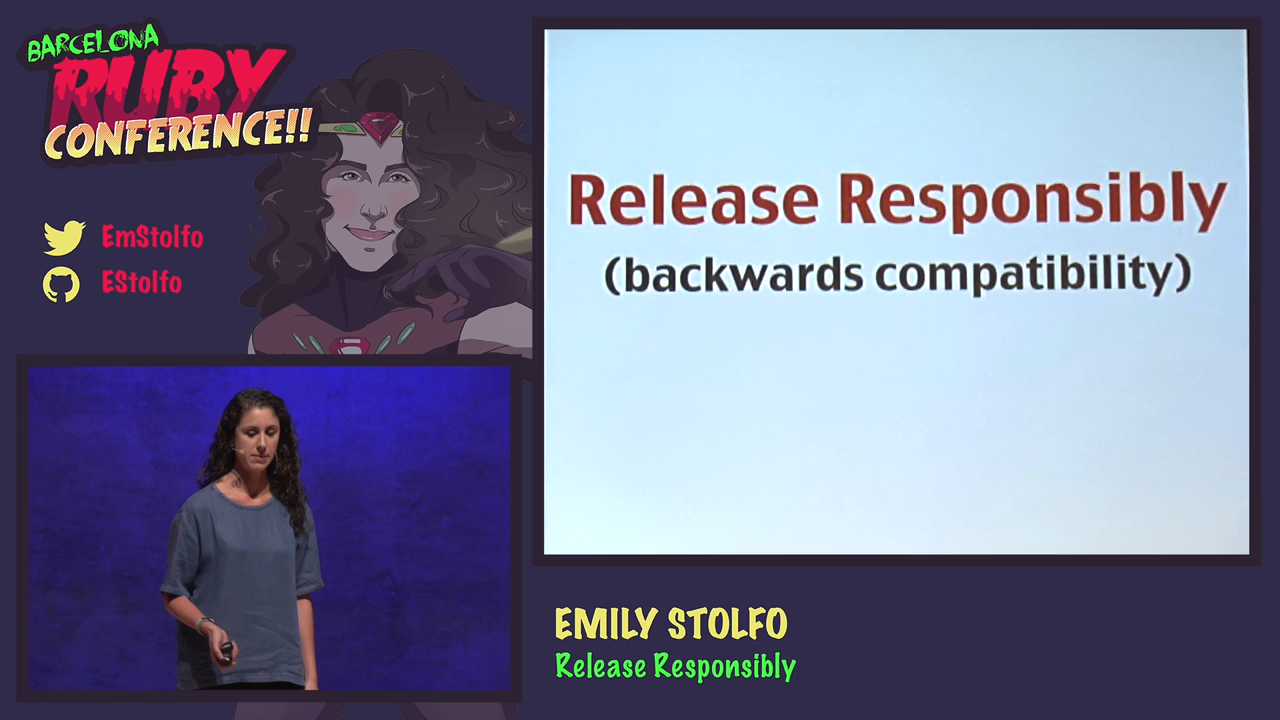 BARCELONA
RUBY
CONFERENCE!!
EmStolfo
EStolfo
Release Responsibly
(backwards compatibility)
EMILY STOLFO
Release Responsibly